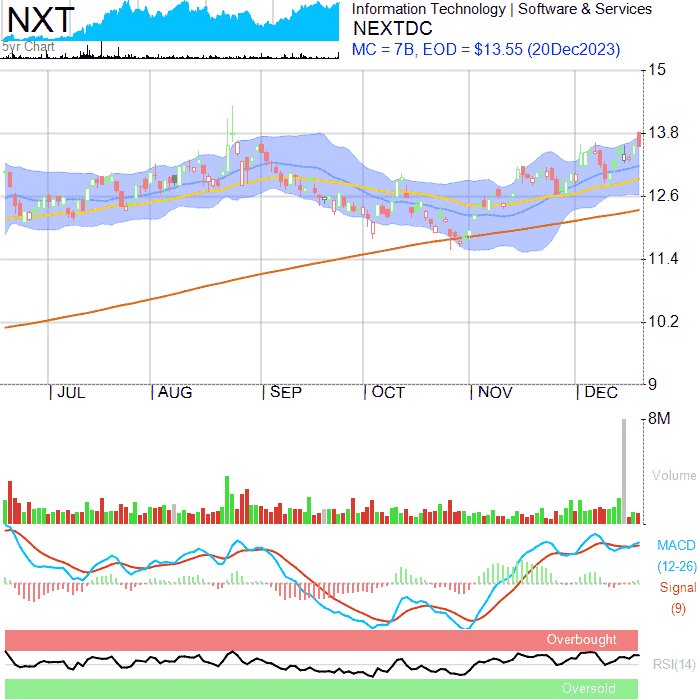 NXT
5yr Chart
Information Technology | Software & Services
NEXTDC
MC = 7B, EOD = $13.55 (20Dec2023)
15
13.8
12.6
11.4
10.2
9
JUL AUG SEP OCT NOV DEC
8M
Volume
MACD
(12-26)
Signal
(9)
Overbought
RSI(14)
Oversold